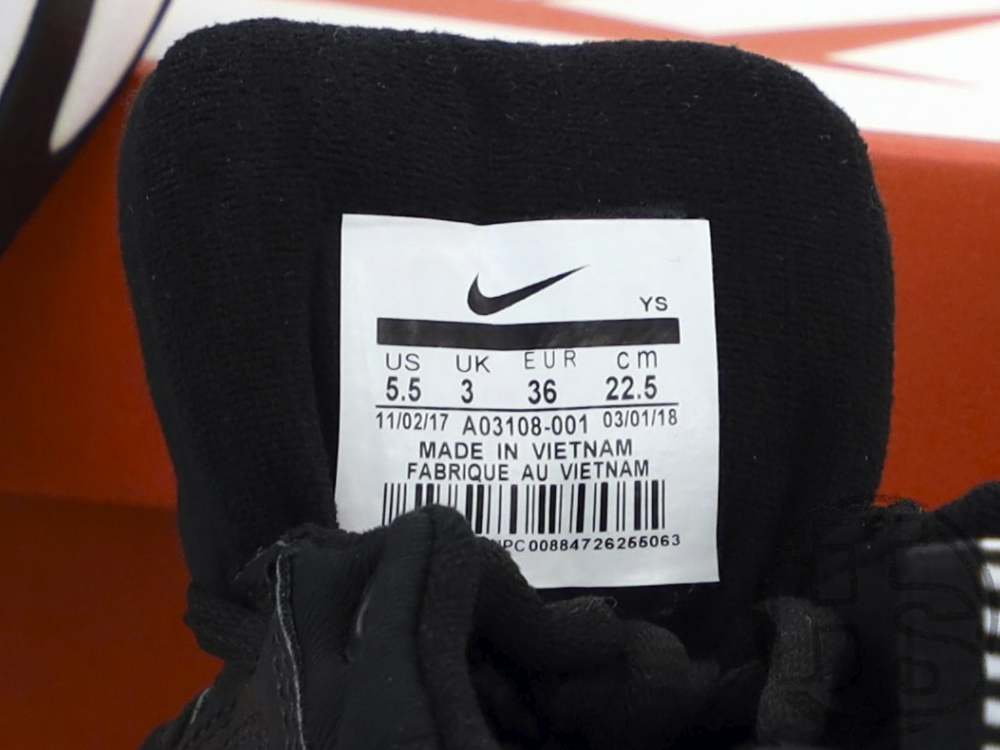 YS
US UK EUR cm
5.5 3 36 22.5
11/02/17 A03108-001 03/01/18
MADE IN VIETNAM
FABRIQUE AU VIETNAM
00884726255063